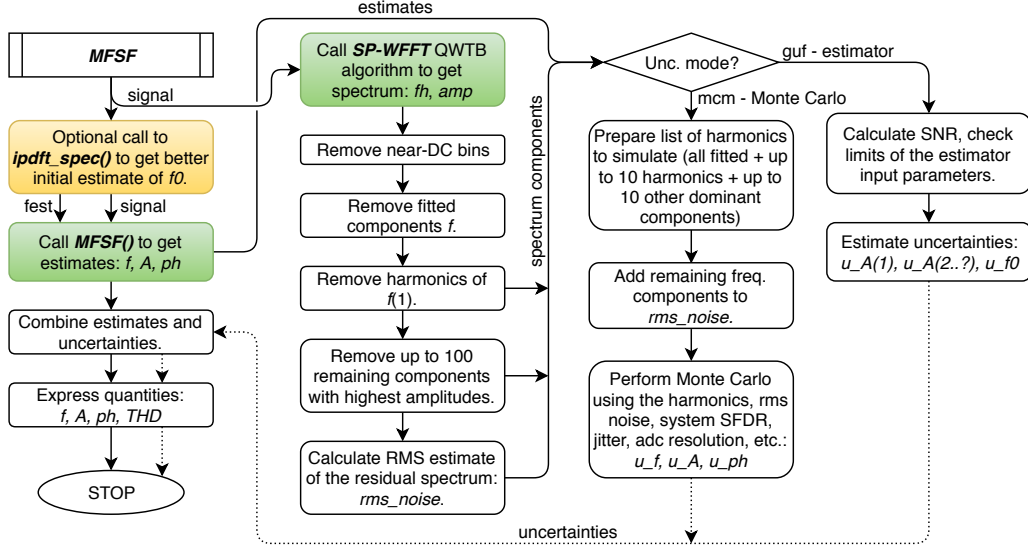 MFSF
signal
Optional call to
ipdft_spec() to get better
initial estimate of f0.
fest
signal
Call MFSF() to get
estimates: f, A, ph
Combine estimates and
uncertainties.
Express quantities:
f, A, ph, THD
STOP
estimates
Call SP-WFFT QWTB
algorithm to get
spectrum: fh, amp
Remove near-DC bins
Remove fitted
components f.
Remove harmonics of
f(1).
Remove up to 100
remaining components
with highest amplitudes.
Calculate RMS estimate
of the residual spectrum:
rms_noise.
spectrum components
Unc. mode?
guf - estimator
mcm - Monte Carlo
Prepare list of harmonics
to simulate (all fitted + up
to 10 harmonics + up to
10 other dominant
components)
Add remaining freq.
components to
rms_noise.
Perform Monte Carlo
using the harmonics, rms
noise, system SFDR,
jitter, adc resolution, etc.:
u_f, u_A, u_ph
Calculate SNR, check
limits of the estimator
input parameters.
Estimate uncertainties:
u_A(1), u_A(2..?), u_f0
uncertainties